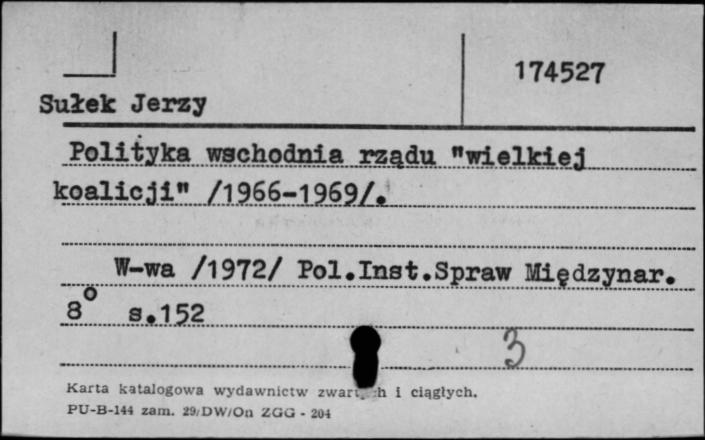 174527
Sułek Jerzy
Polityka wschodnia rządu "wielkiej
koalicji" /1966-1969/.
W-wa /1972/ Pol.Inst.Spraw Międzynar.
8° s.152
3
Karta katalogowa wydawnictw i ciągłych.
PU-B-144 zam. 29/DW/On ZGG - 204